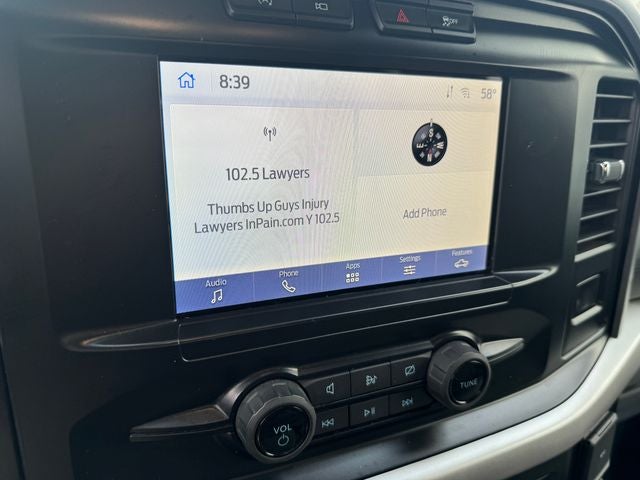 OFF
8:39
58°
102.5 Lawyers
Thumbs Up Guys Injury
Lawyers InPain.com Y 102.5
S
E W
N
Add Phone
Audio
Phone
Apps
Settings
Features
VOL
TUNE